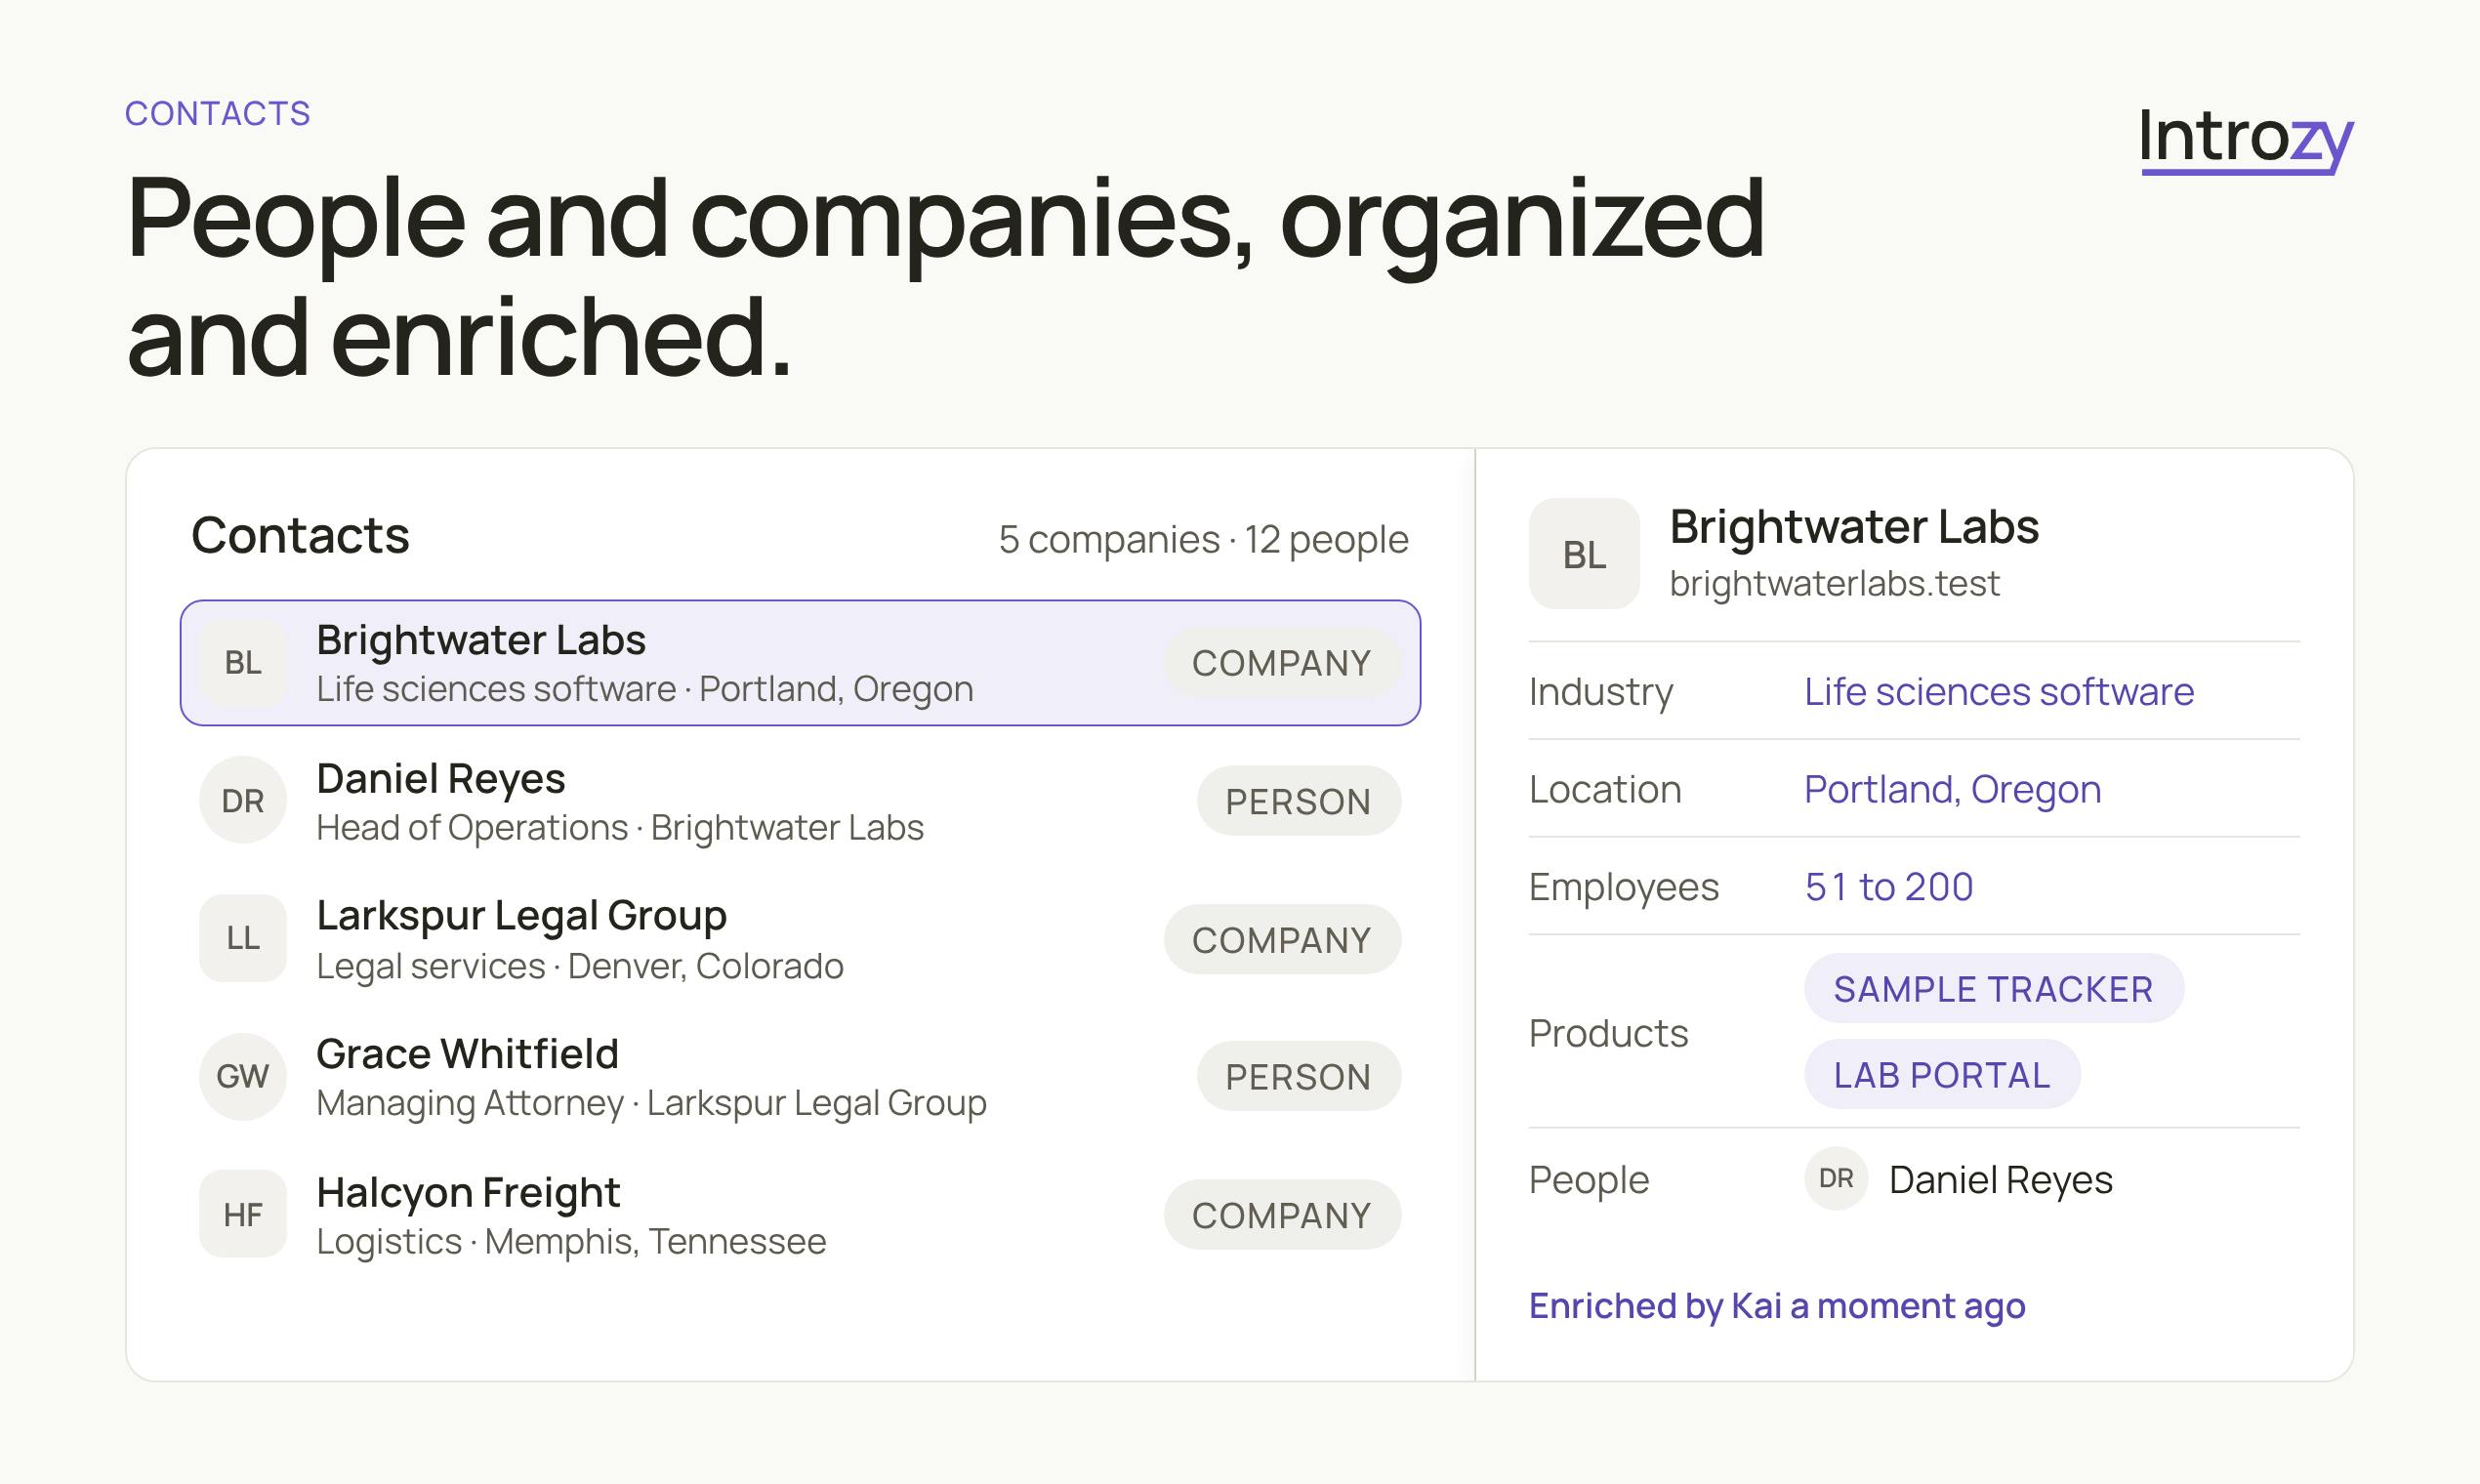 CONTACTS
Introzy
People and companies, organized
and enriched.
Contacts
5 companies · 12 people
BL
Brightwater Labs
Life sciences software · Portland, Oregon
COMPANY
DR
Daniel Reyes
Head of Operations · Brightwater Labs
PERSON
LL
Larkspur Legal Group
Legal services · Denver, Colorado
COMPANY
GW
Grace Whitfield
Managing Attorney · Larkspur Legal Group
PERSON
HF
Halcyon Freight
Logistics · Memphis, Tennessee
COMPANY
BL
Brightwater Labs
brightwaterlabs.test
Industry
Life sciences software
Location
Portland, Oregon
Employees
51 to 200
Products
SAMPLE TRACKER
LAB PORTAL
People
DR
Daniel Reyes
Enriched by Kai a moment ago